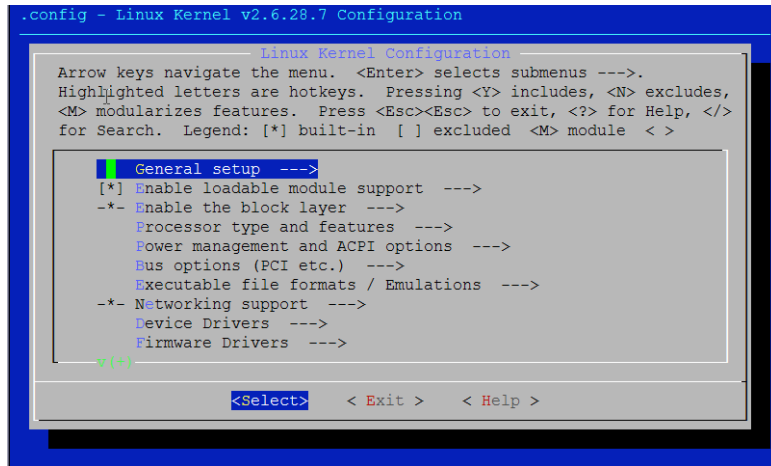 .config - Linux Kernel v2.6.28.7 Configuration
Linux Kernel Configuration
Arrow keys navigate the menu. <Enter> selects submenus --->.
Highlighted letters are hotkeys. Pressing <Y> includes, <N> excludes,
<M> modularizes features. Press <Esc><Esc> to exit, <?> for Help, </>
for Search. Legend: [*] built-in [ ] excluded <M> module < >
General setup --->
[*] Enable loadable module support --->
-*- Enable the block layer --->
Processor type and features --->
Power management and ACPI options --->
Bus options (PCI etc.) --->
Executable file formats / Emulations --->
-*- Networking support --->
Device Drivers --->
Firmware Drivers --->
v(+)
<Select> < Exit > < Help >